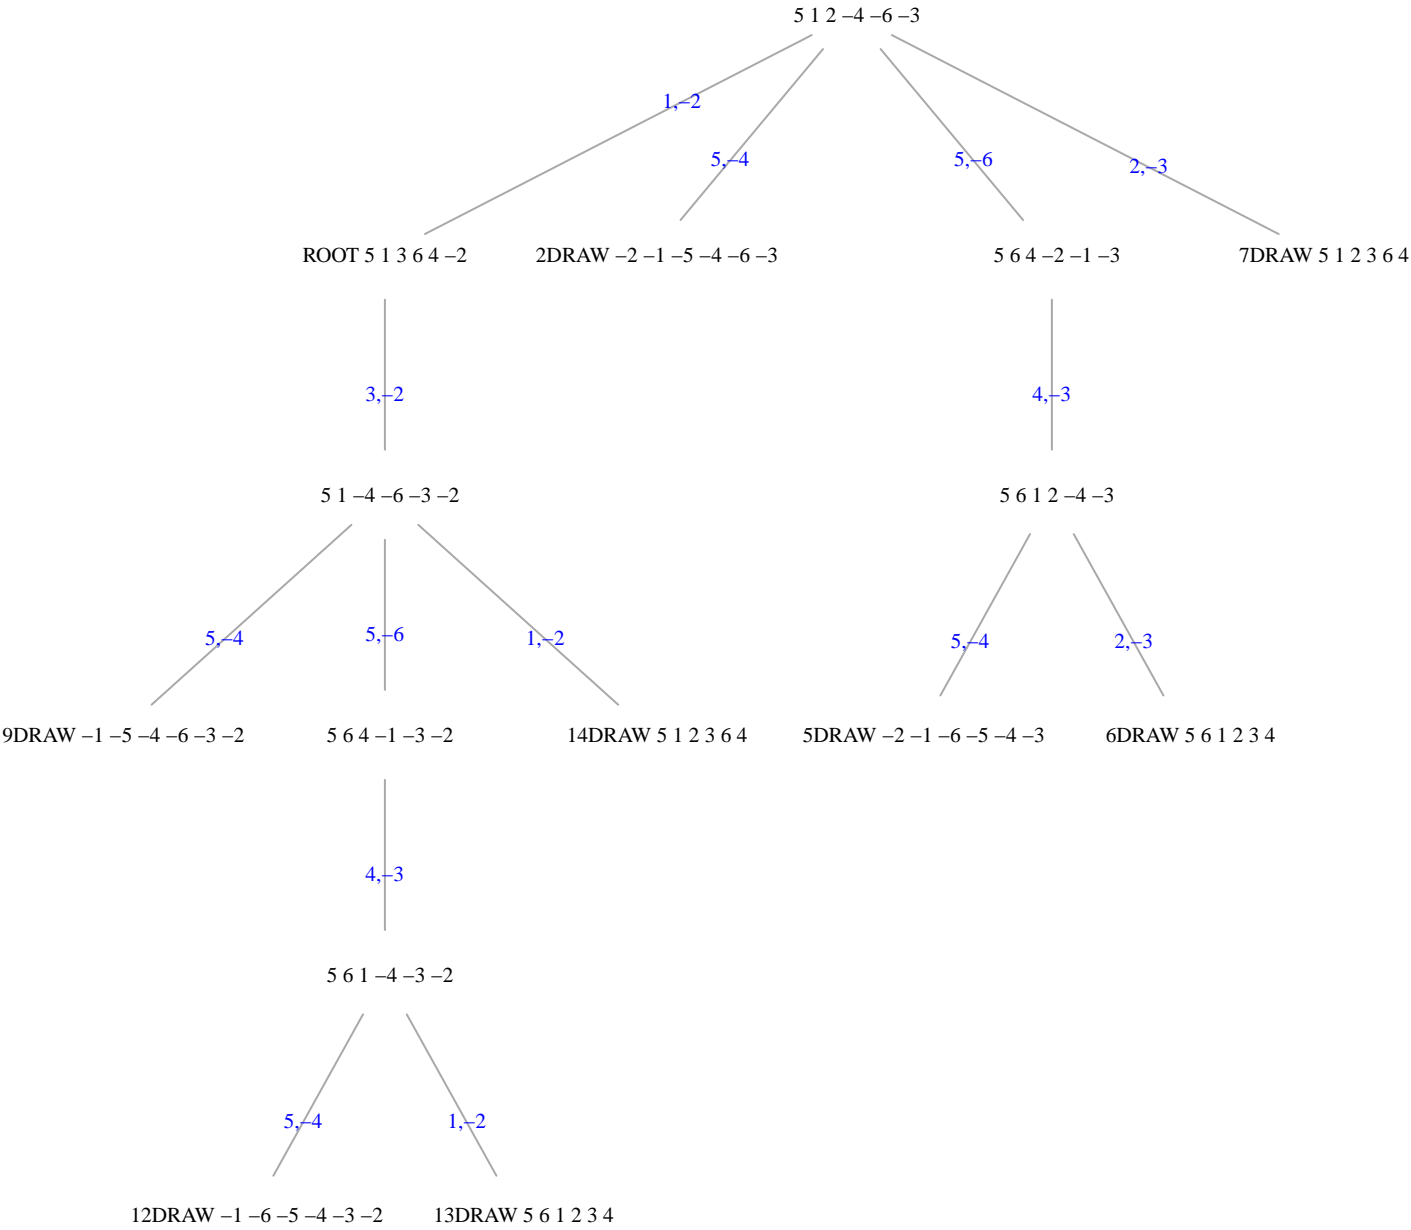 5 1 2 –4 –6 –3
1,–2
5,–4
5,–6
2,–3
ROOT 5 1 3 6 4 –2
2DRAW –2 –1 –5 –4 –6 –3
5 6 4 –2 –1 –3
7DRAW 5 1 2 3 6 4
3,–2
4,–3
5 1 –4 –6 –3 –2
5 6 1 2 –4 –3
5,–4
5,–6
1,–2
5,–4
2,–3
9DRAW –1 –5 –4 –6 –3 –2
5 6 4 –1 –3 –2
14DRAW 5 1 2 3 6 4
5DRAW –2 –1 –6 –5 –4 –3
6DRAW 5 6 1 2 3 4
4,–3
5 6 1 –4 –3 –2
5,–4
1,–2
12DRAW –1 –6 –5 –4 –3 –2
13DRAW 5 6 1 2 3 4